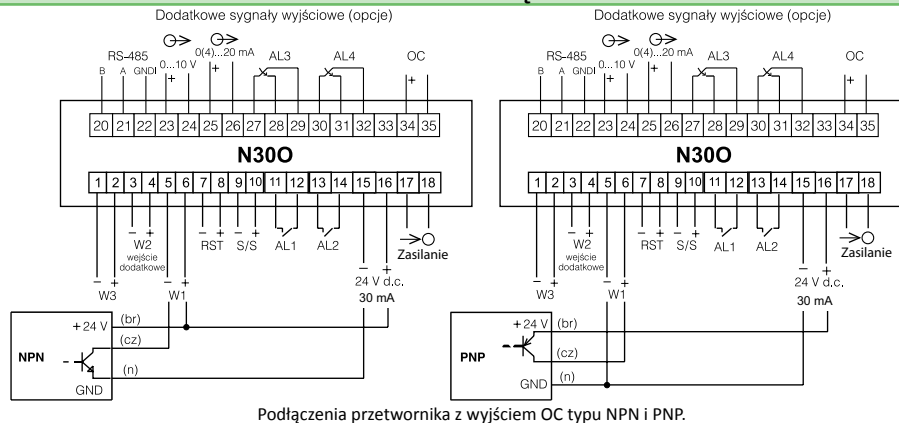 Dodatkowe sygnały wyjściowe (opcje)
RS-485 0...10 V 0(4)...20 mA AL3 AL4 OC
B A GNDI + + +
20 21 22 23 24 25 26 27 28 29 30 31 32 33 34 35
N30O
1 2 3 4 5 6 7 8 9 10 11 12 13 14 15 16 17 18
− + − + − + − + − + − +
W3 W2 W1 RST S/S AL1 AL2 Zasilanie
wejście
dodatkowe
24 V d.c.
30 mA
NPN
+ 24 V (br)
(cz)
GND (n)
Dodatkowe sygnały wyjściowe (opcje)
RS-485 0...10 V 0(4)...20 mA AL3 AL4 OC
B A GNDI + + +
20 21 22 23 24 25 26 27 28 29 30 31 32 33 34 35
N30O
1 2 3 4 5 6 7 8 9 10 11 12 13 14 15 16 17 18
− + − + − + − + − + − +
W3 W2 W1 RST S/S AL1 AL2 Zasilanie
wejście
dodatkowe
24 V d.c.
30 mA
PNP
+ 24 V (br)
(cz)
GND (n)
Podłączenia przetwornika z wyjściem OC typu NPN i PNP.